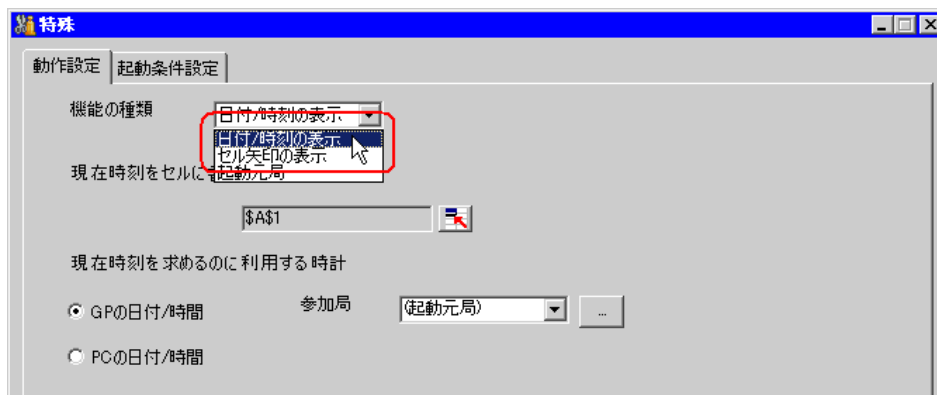 特殊
動作設定 起動条件設定
機能の種類 日付/時刻の表示
日付/時刻の表示
セル矢印の表示
現在時刻をセルに 起動元局
$A$1
現在時刻を求めるのに利用する時計
GPの日付/時間 参加局 (起動元局) ...
PCの日付/時間